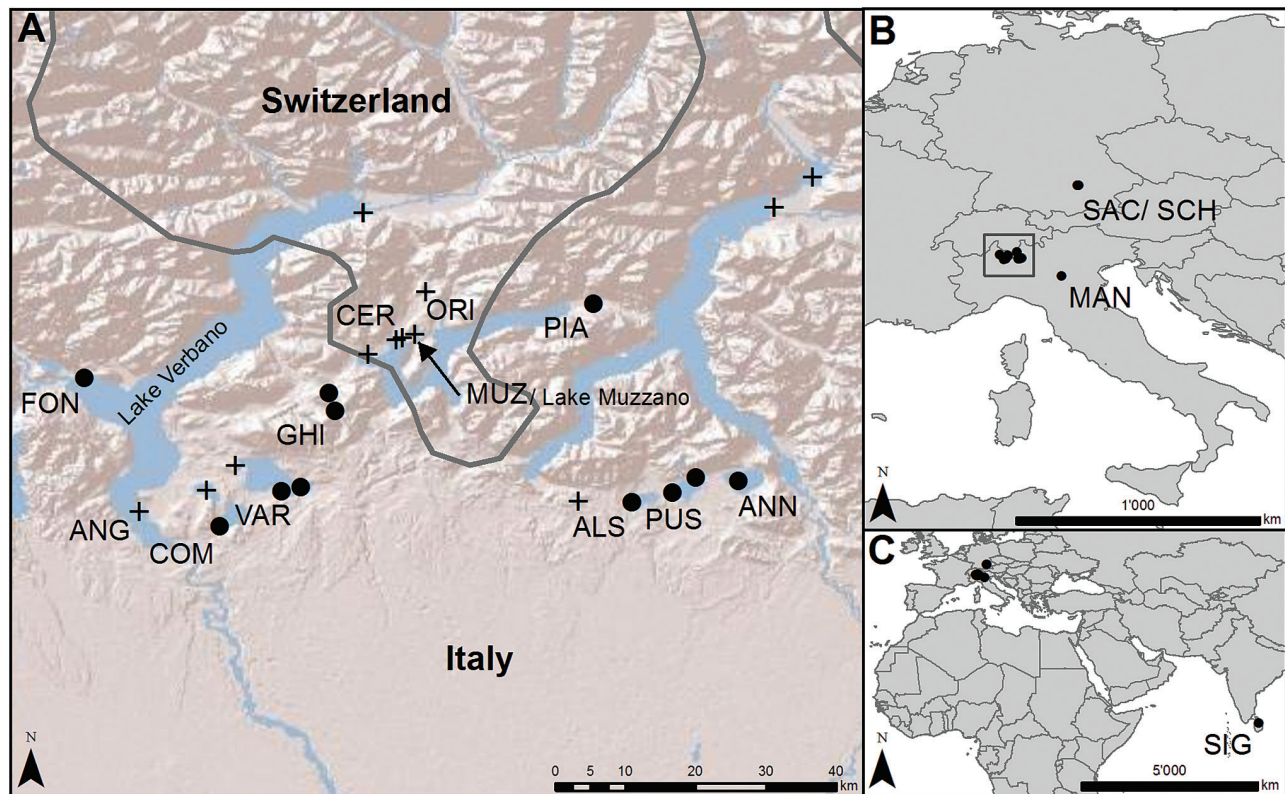 A
Switzerland
Lake Verbano
CER
ORI
PIA
FON
MUZ/ Lake Muzzano
GHI
ANG
COM
VAR
ALS
PUS
ANN
Italy
N
0 5 10 20 30 40
km
B
SAC/ SCH
MAN
N
1'000
km
C
SIG
N
5'000
km